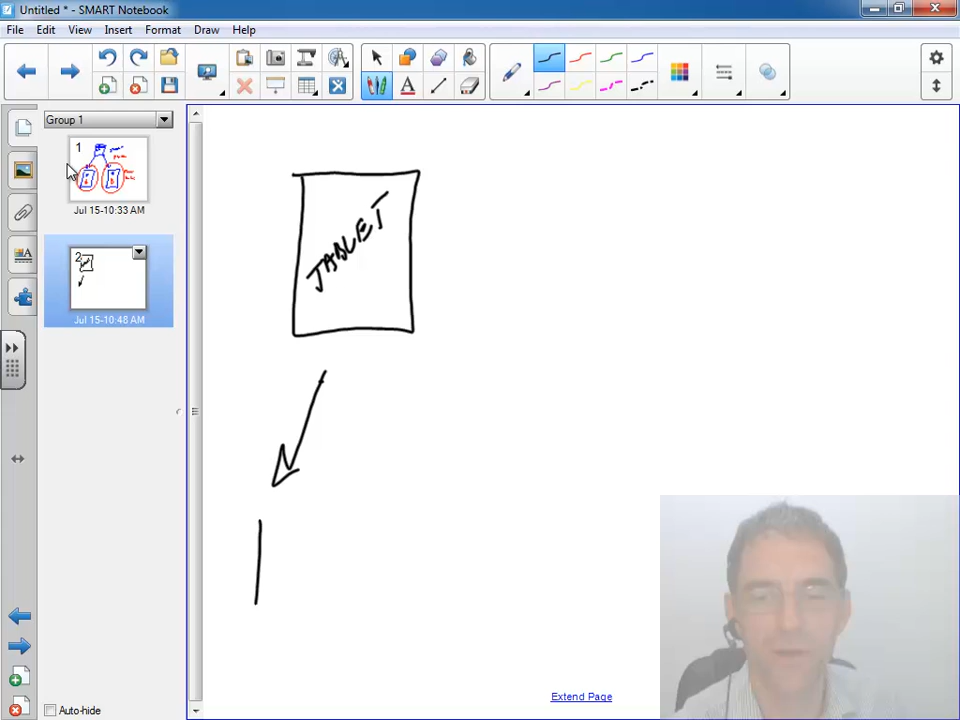 Untitled * - SMART Notebook
File Edit View Insert Format Draw Help
Group 1
1
Jul 15-10:33 AM
2
Jul 15-10:48 AM
TABLET
Extend Page
Auto-hide